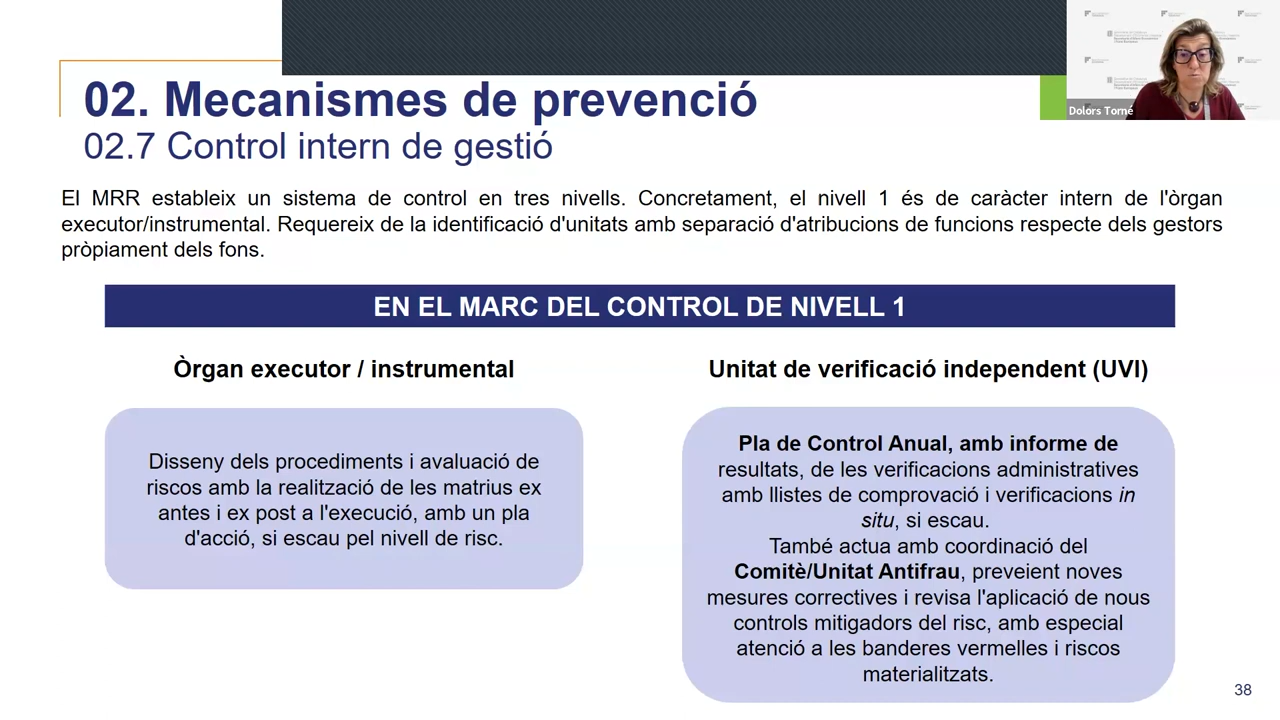 02. Mecanismes de prevenció
02.7 Control intern de gestió
Dolors Tomé
El MRR estableix un sistema de control en tres nivells. Concretament, el nivell 1 és de caràcter intern de l'òrgan
executor/instrumental. Requereix de la identificació d'unitats amb separació d'atribucions de funcions respecte dels gestors
pròpiament dels fons.
EN EL MARC DEL CONTROL DE NIVELL 1
Òrgan executor / instrumental
Disseny dels procediments i avaluació de
riscos amb la realització de les matrius ex
antes i ex post a l'execució, amb un pla
d'acció, si escau pel nivell de risc.
Unitat de verificació independent (UVI)
Pla de Control Anual, amb informe de
resultats, de les verificacions administratives
amb llistes de comprovació i verificacions in
situ, si escau.
També actua amb coordinació del
Comitè/Unitat Antifrau, preveient noves
mesures correctives i revisa l'aplicació de nous
controls mitigadors del risc, amb especial
atenció a les banderes vermelles i riscos
materialitzats.
38